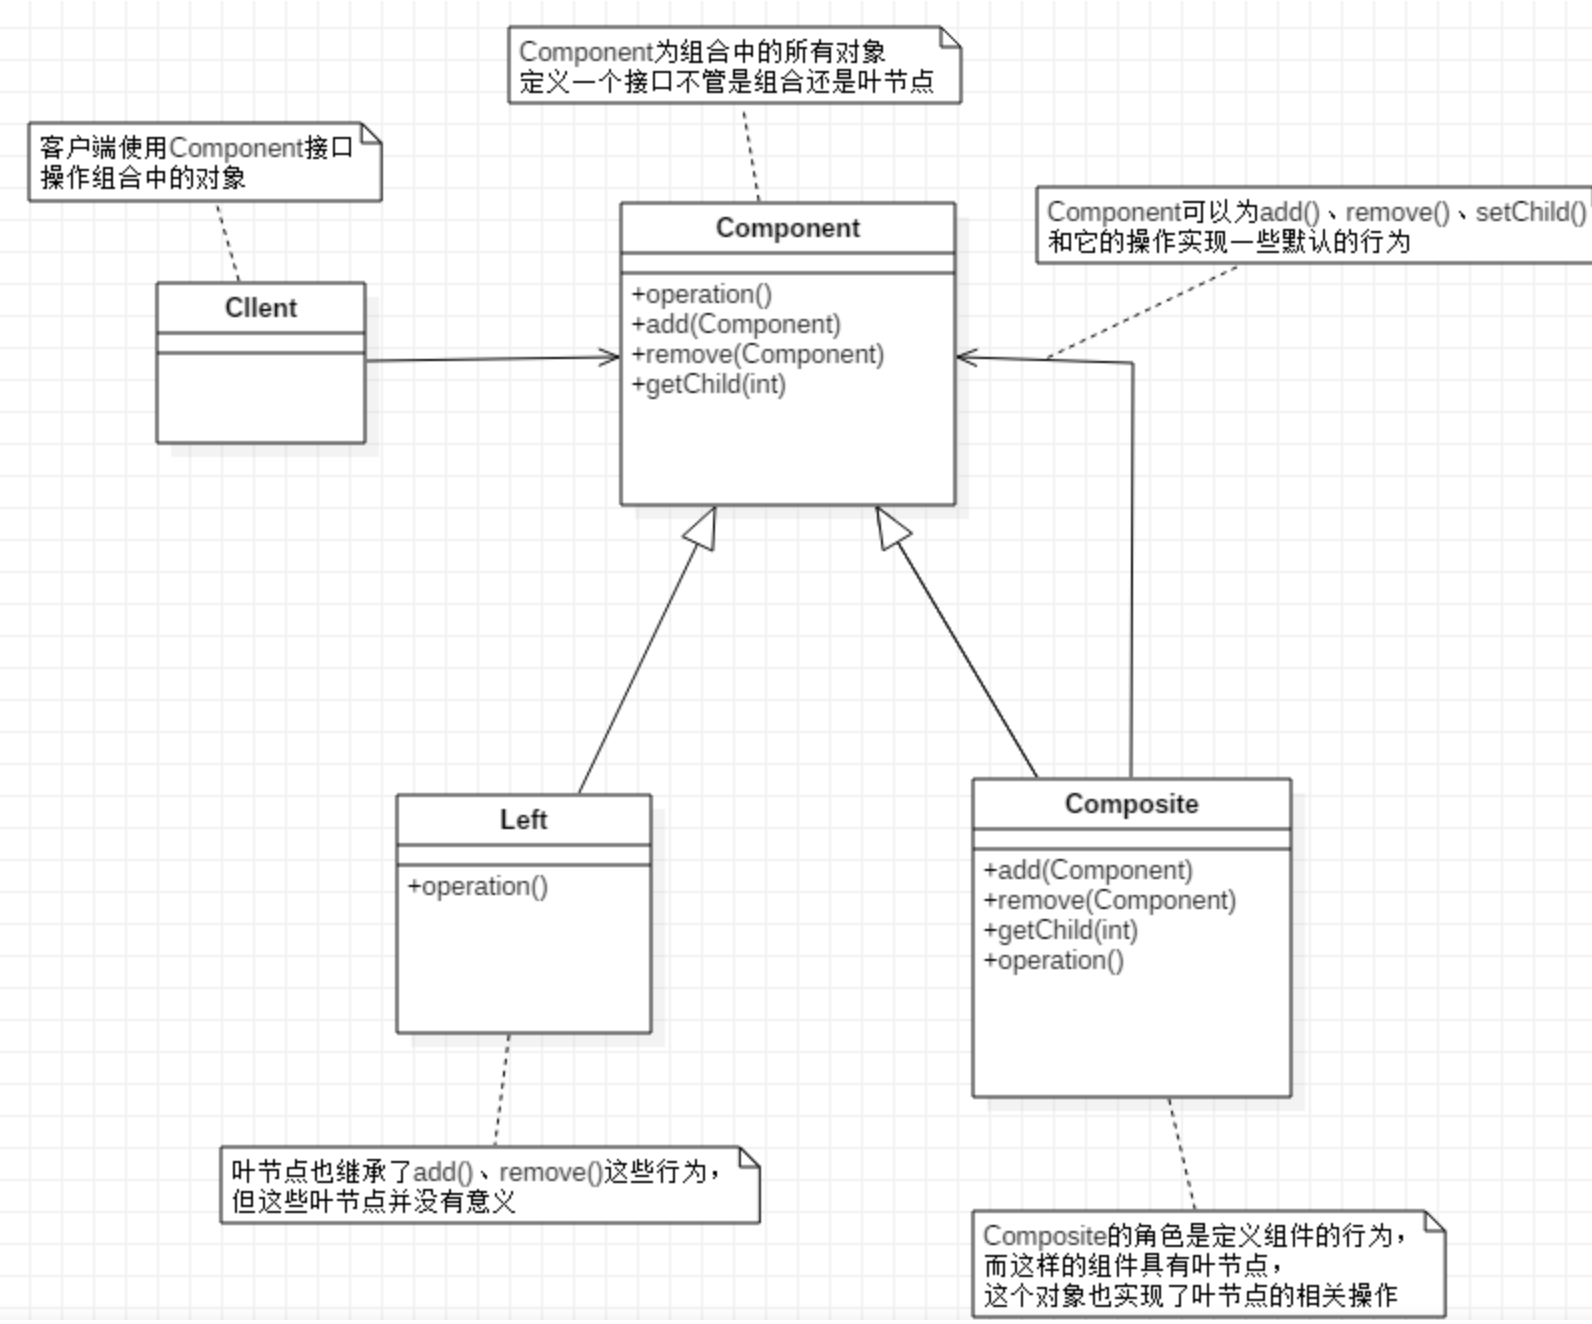 Component为组合中的所有对象
定义一个接口不管是组合还是叶节点
客户端使用Component接口
操作组合中的对象
Component可以为add()、remove()、setChild()
和它的操作实现一些默认的行为
Component
+operation()
+add(Component)
+remove(Component)
+getChild(int)
Cllent
Left
+operation()
Composite
+add(Component)
+remove(Component)
+getChild(int)
+operation()
叶节点也继承了add()、remove()这些行为，
但这些叶节点并没有意义
Composite的角色是定义组件的行为，
而这样的组件具有叶节点，
这个对象也实现了叶节点的相关操作